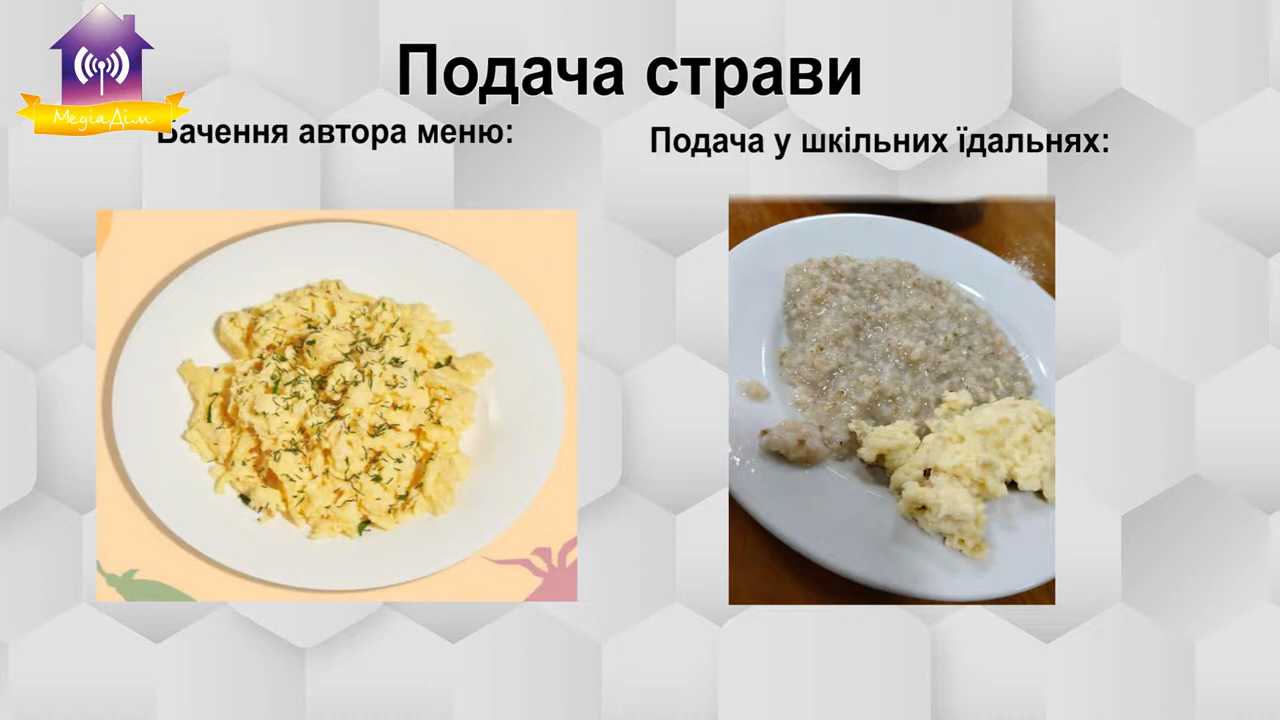 МедіаДім
Подача страви
Бачення автора меню:
Подача у шкільних їдальнях: